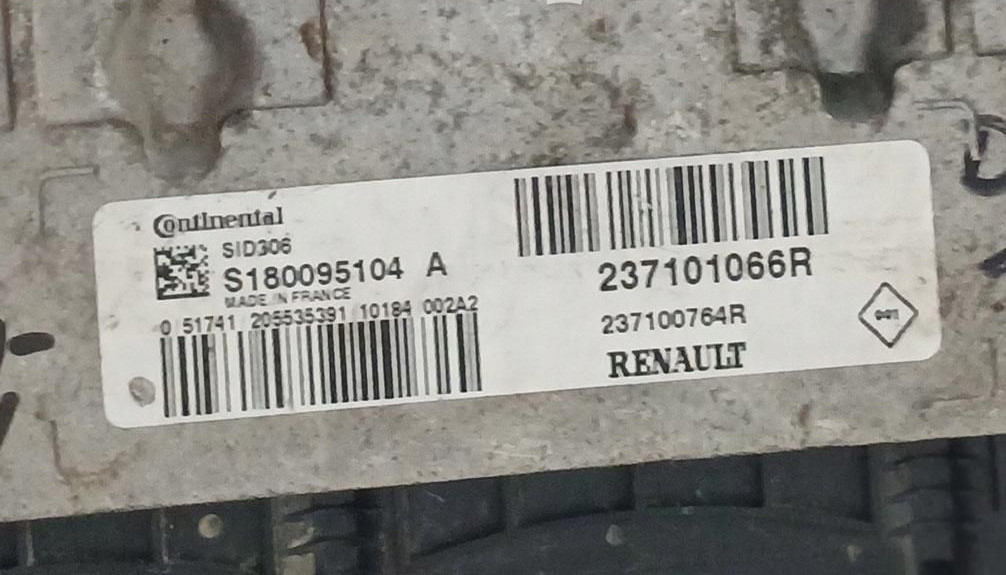 Continental
SID306
S180095104 A
MADE IN FRANCE
0 51741 205535391 10184 002A2
237101066R
237100764R
RENAULT